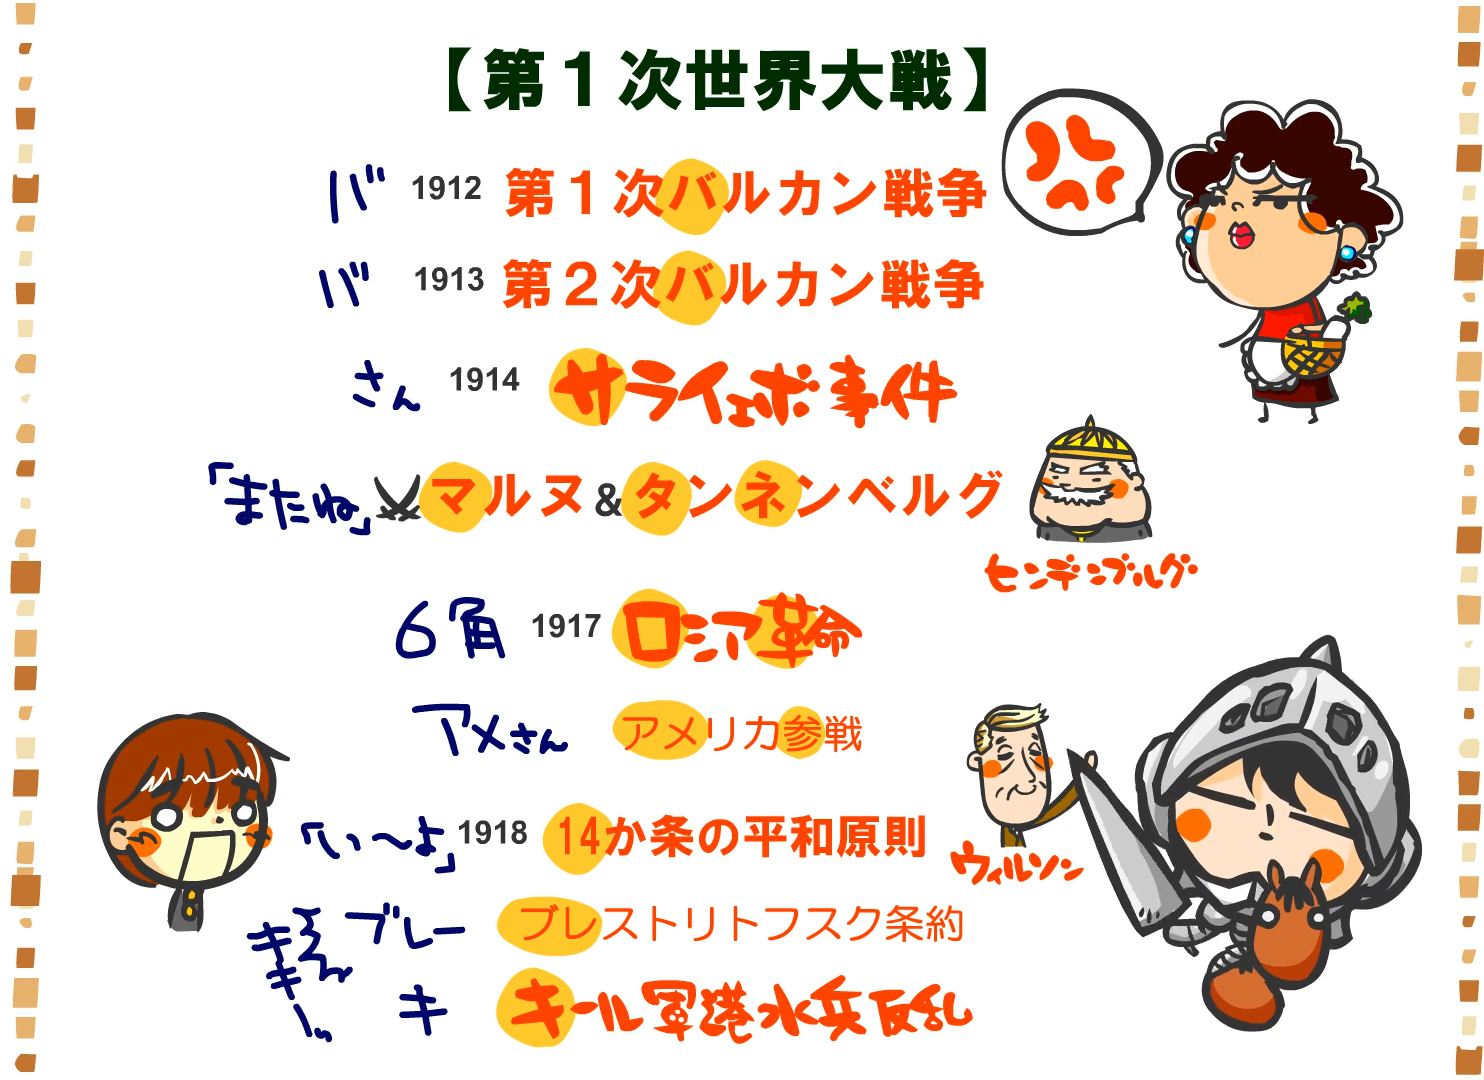 【第1次世界大戦】
バ 1912 第1次バルカン戦争
バ 1913 第2次バルカン戦争
さん 1914 サライェボ事件
「またね」 マルヌ&タンネンベルグ
ヒンデンブルグ
6角 1917 ロシア革命
アメさん アメリカ参戦
「い〜よ」 1918 14か条の平和原則
ウィルソン
ブレー ブレストリトフスク条約
キ キール軍港水兵反乱
キキーッ